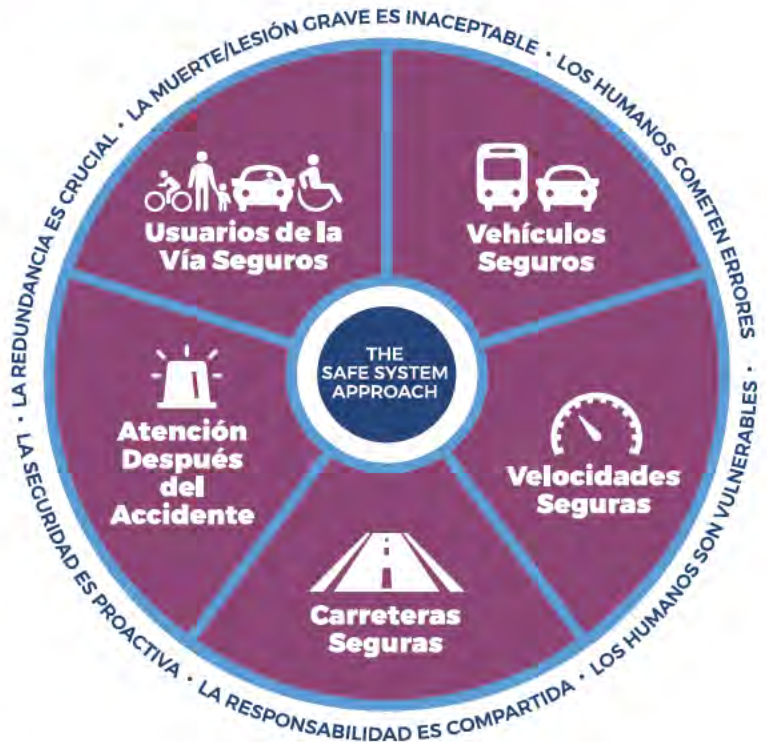 LA MUERTE/LESIÓN GRAVE ES INACEPTABLE · LOS HUMANOS COMETEN ERRORES · LOS HUMANOS SON VULNERABLES · LA RESPONSABILIDAD ES COMPARTIDA · LA SEGURIDAD ES PROACTIVA · LA REDUNDANCIA ES CRUCIAL ·
Usuarios de la
Vía Seguros
Vehículos
Seguros
THE
SAFE SYSTEM
APPROACH
Atención
Después
del
Accidente
Velocidades
Seguras
Carreteras
Seguras